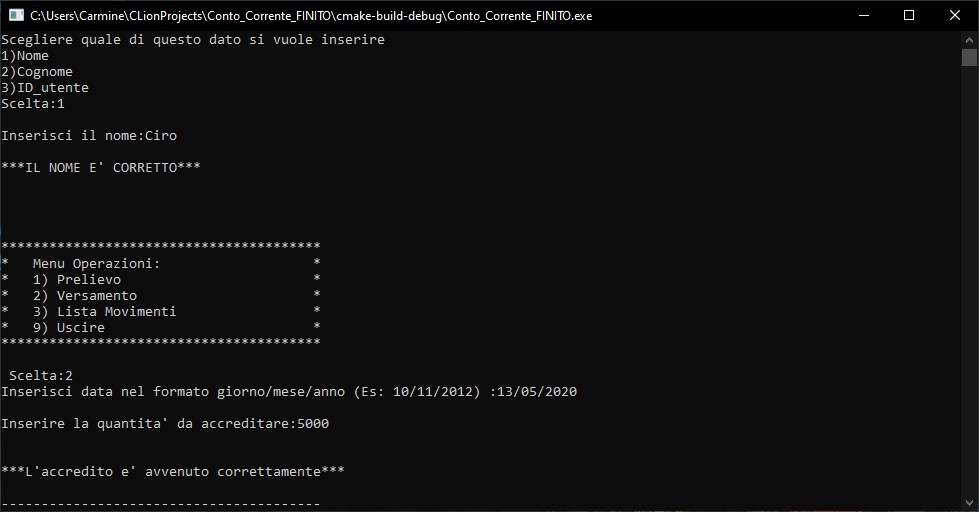 C:\Users\Carmine\CLionProjects\Conto_Corrente_FINITO\cmake-build-debug\Conto_Corrente_FINITO.exe
Scegliere quale di questo dato si vuole inserire
1)Nome
2)Cognome
3)ID_utente
Scelta:1
Inserisci il nome:Ciro
***IL NOME E' CORRETTO***
****************************************
*   Menu Operazioni:                   *
*   1) Prelievo                        *
*   2) Versamento                      *
*   3) Lista Movimenti                 *
*   9) Uscire                          *
****************************************
Scelta:2
Inserisci data nel formato giorno/mese/anno (Es: 10/11/2012) :13/05/2020
Inserire la quantita' da accreditare:5000
***L'accredito e' avvenuto correttamente***
----------------------------------------